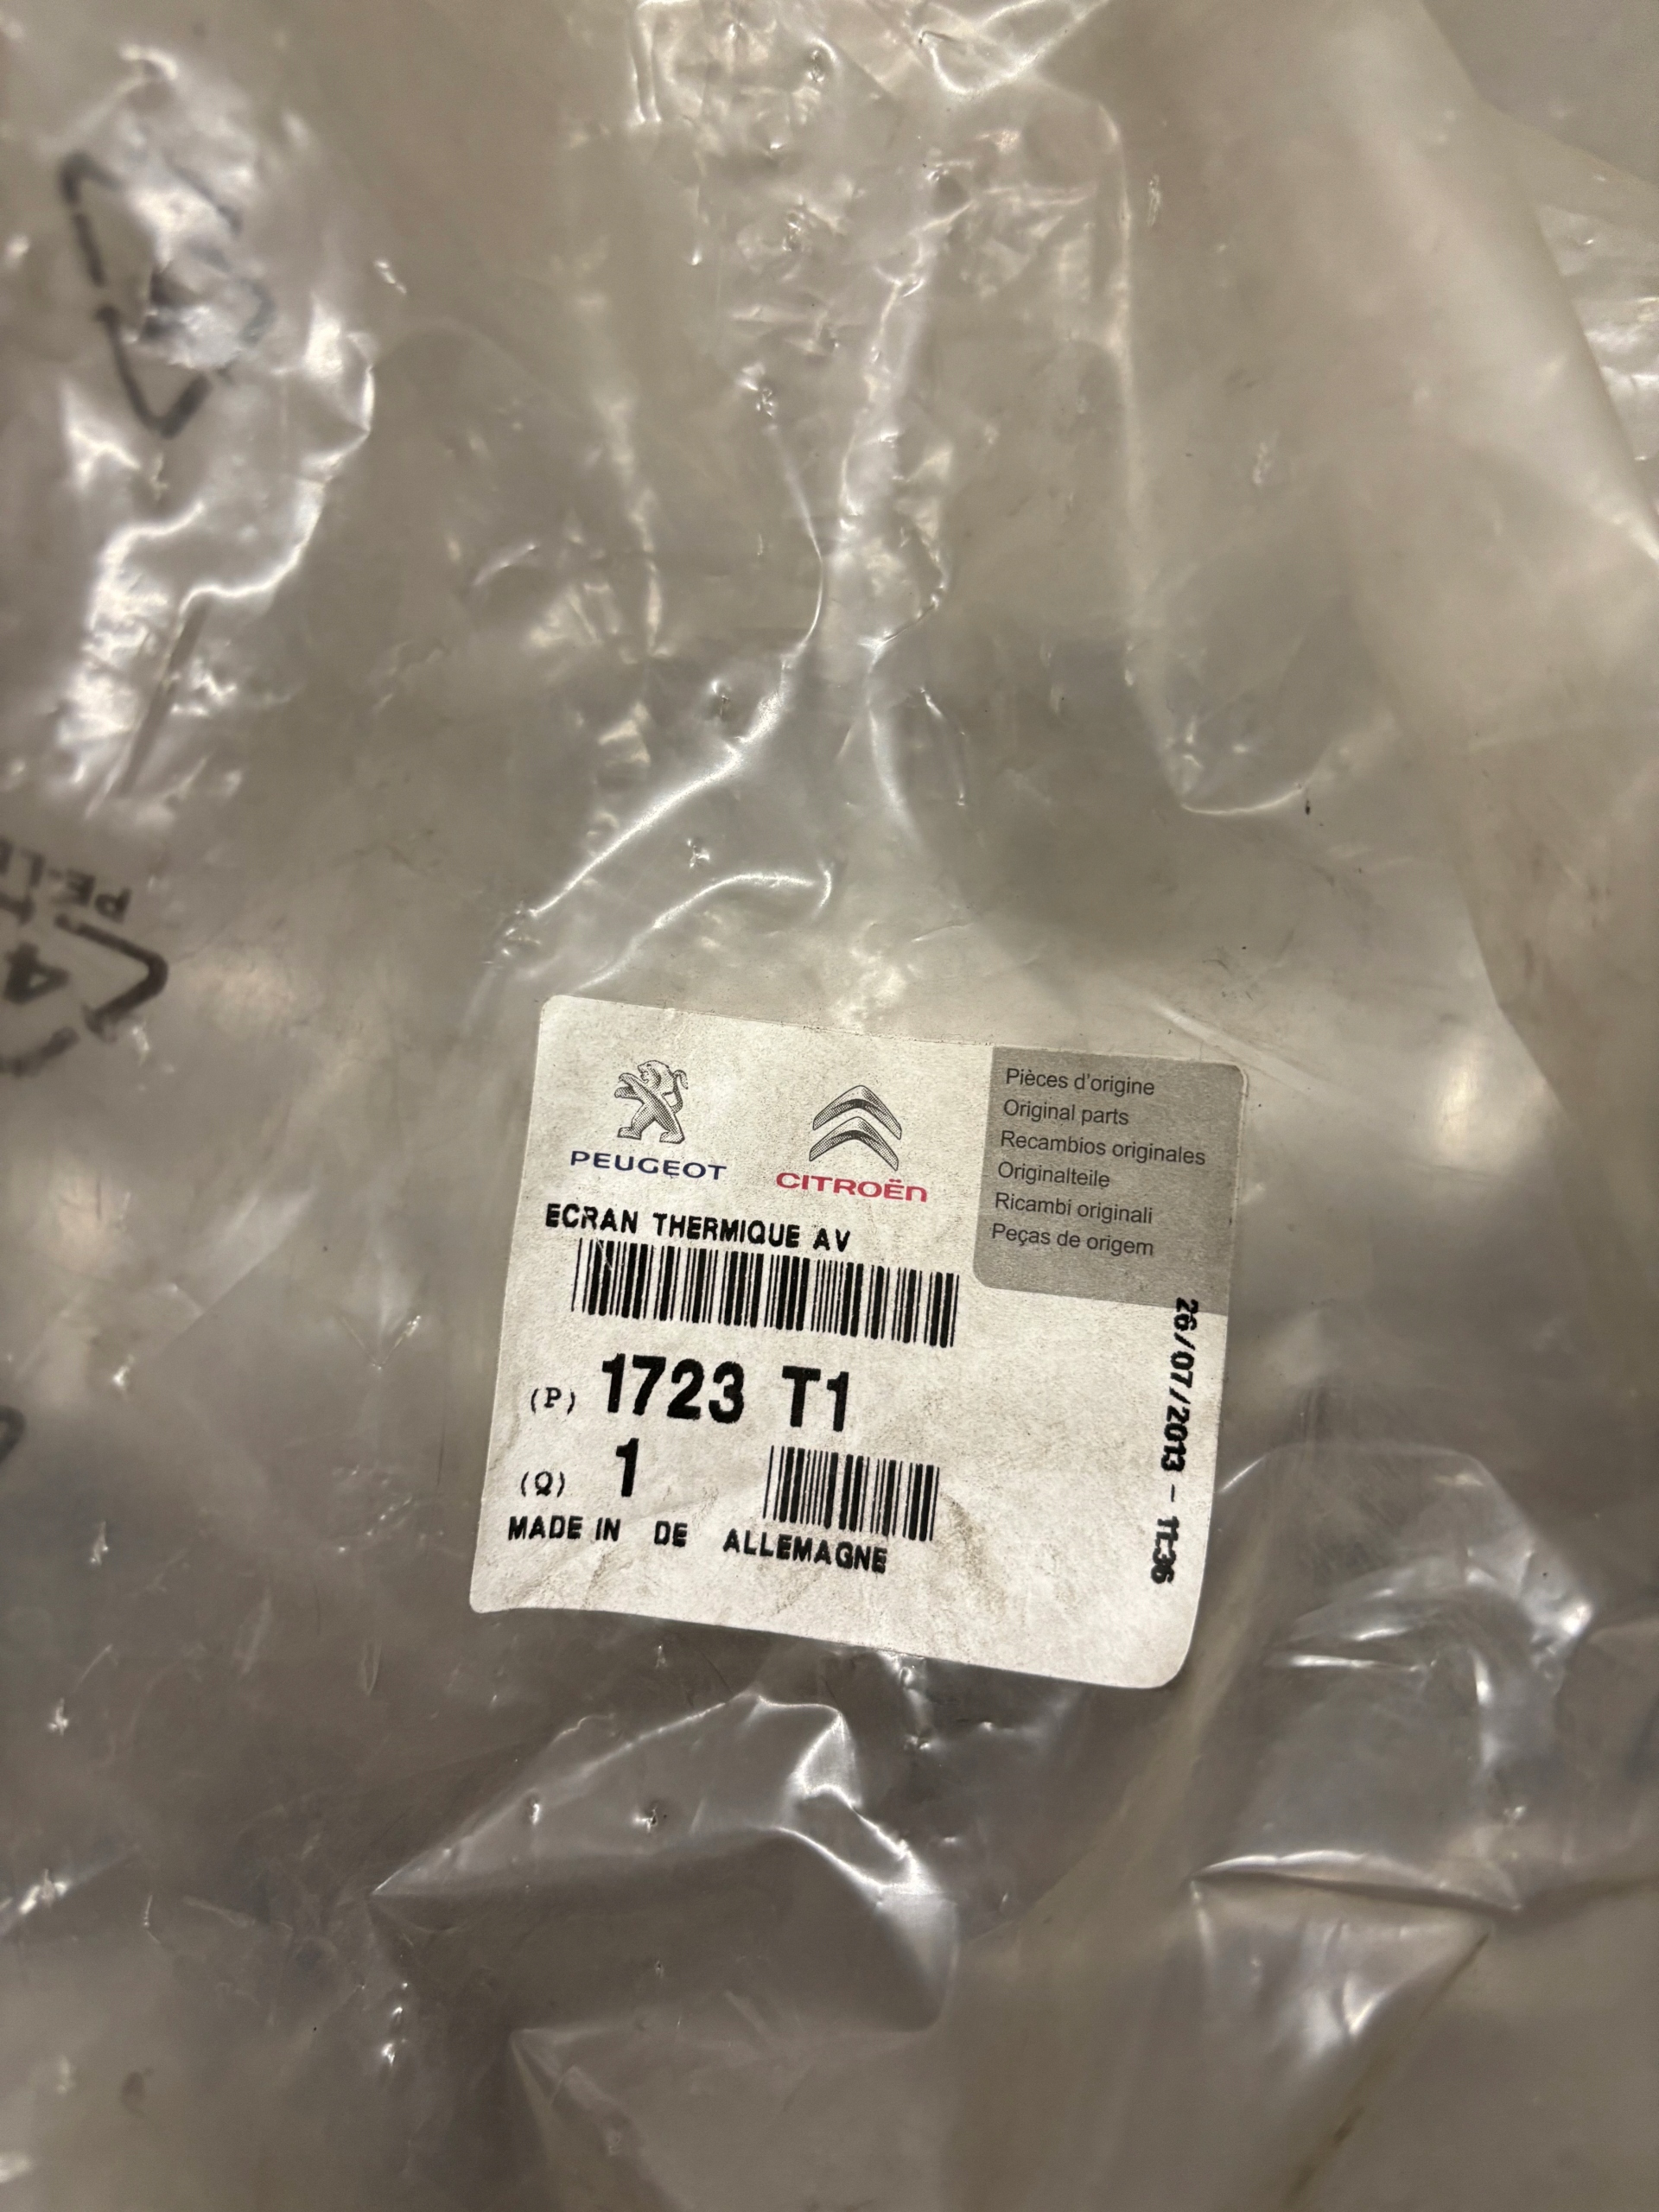 PEUGEOT
CITROËN
Pièces d'origine
Original parts
Recambios originales
Originalteile
Ricambi originali
Peças de origem
ECRAN THERMIQUE AV
(P) 1723 T1
(Q) 1
MADE IN DE ALLEMAGNE
26/07/2013 - 11:36
4